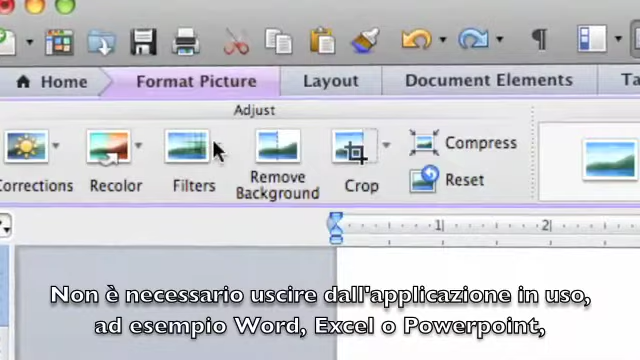 Home
Format Picture
Layout
Document Elements
Adjust
Corrections
Recolor
Filters
Remove
Background
Crop
Compress
Reset
1
2
Non è necessario uscire dall'applicazione in uso,
ad esempio Word, Excel o Powerpoint,